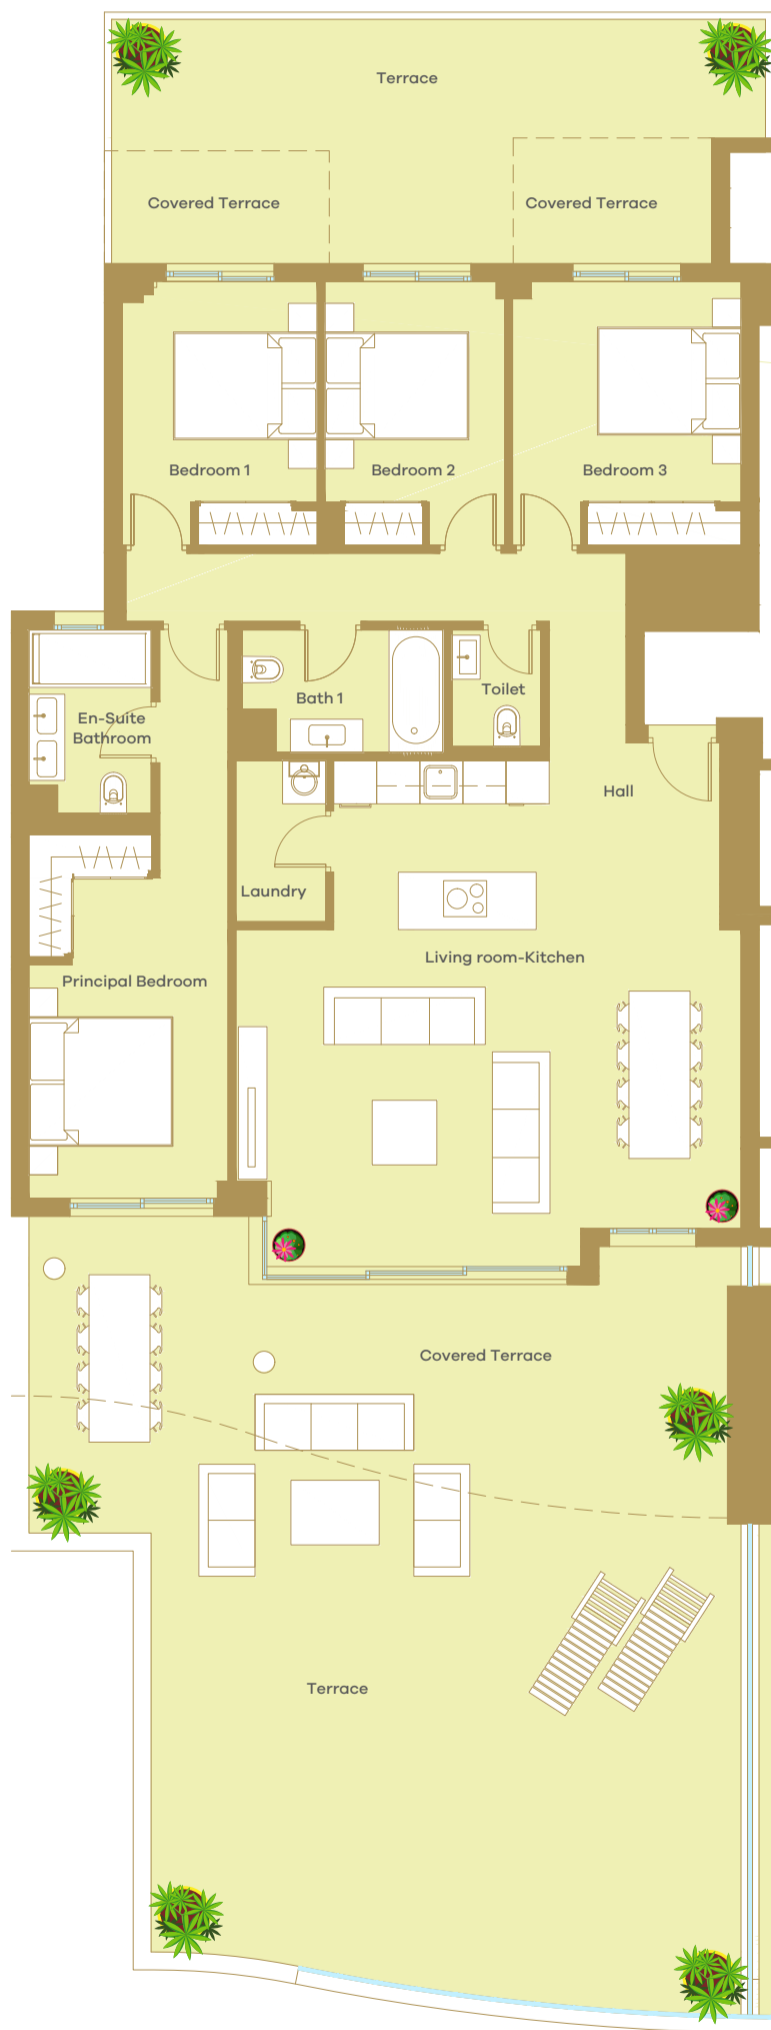 Terrace
Covered Terrace
Covered Terrace
Bedroom 1
Bedroom 2
Bedroom 3
En-Suite
Bathroom
Bath 1
Toilet
Hall
Laundry
Living room-Kitchen
Principal Bedroom
Covered Terrace
Terrace